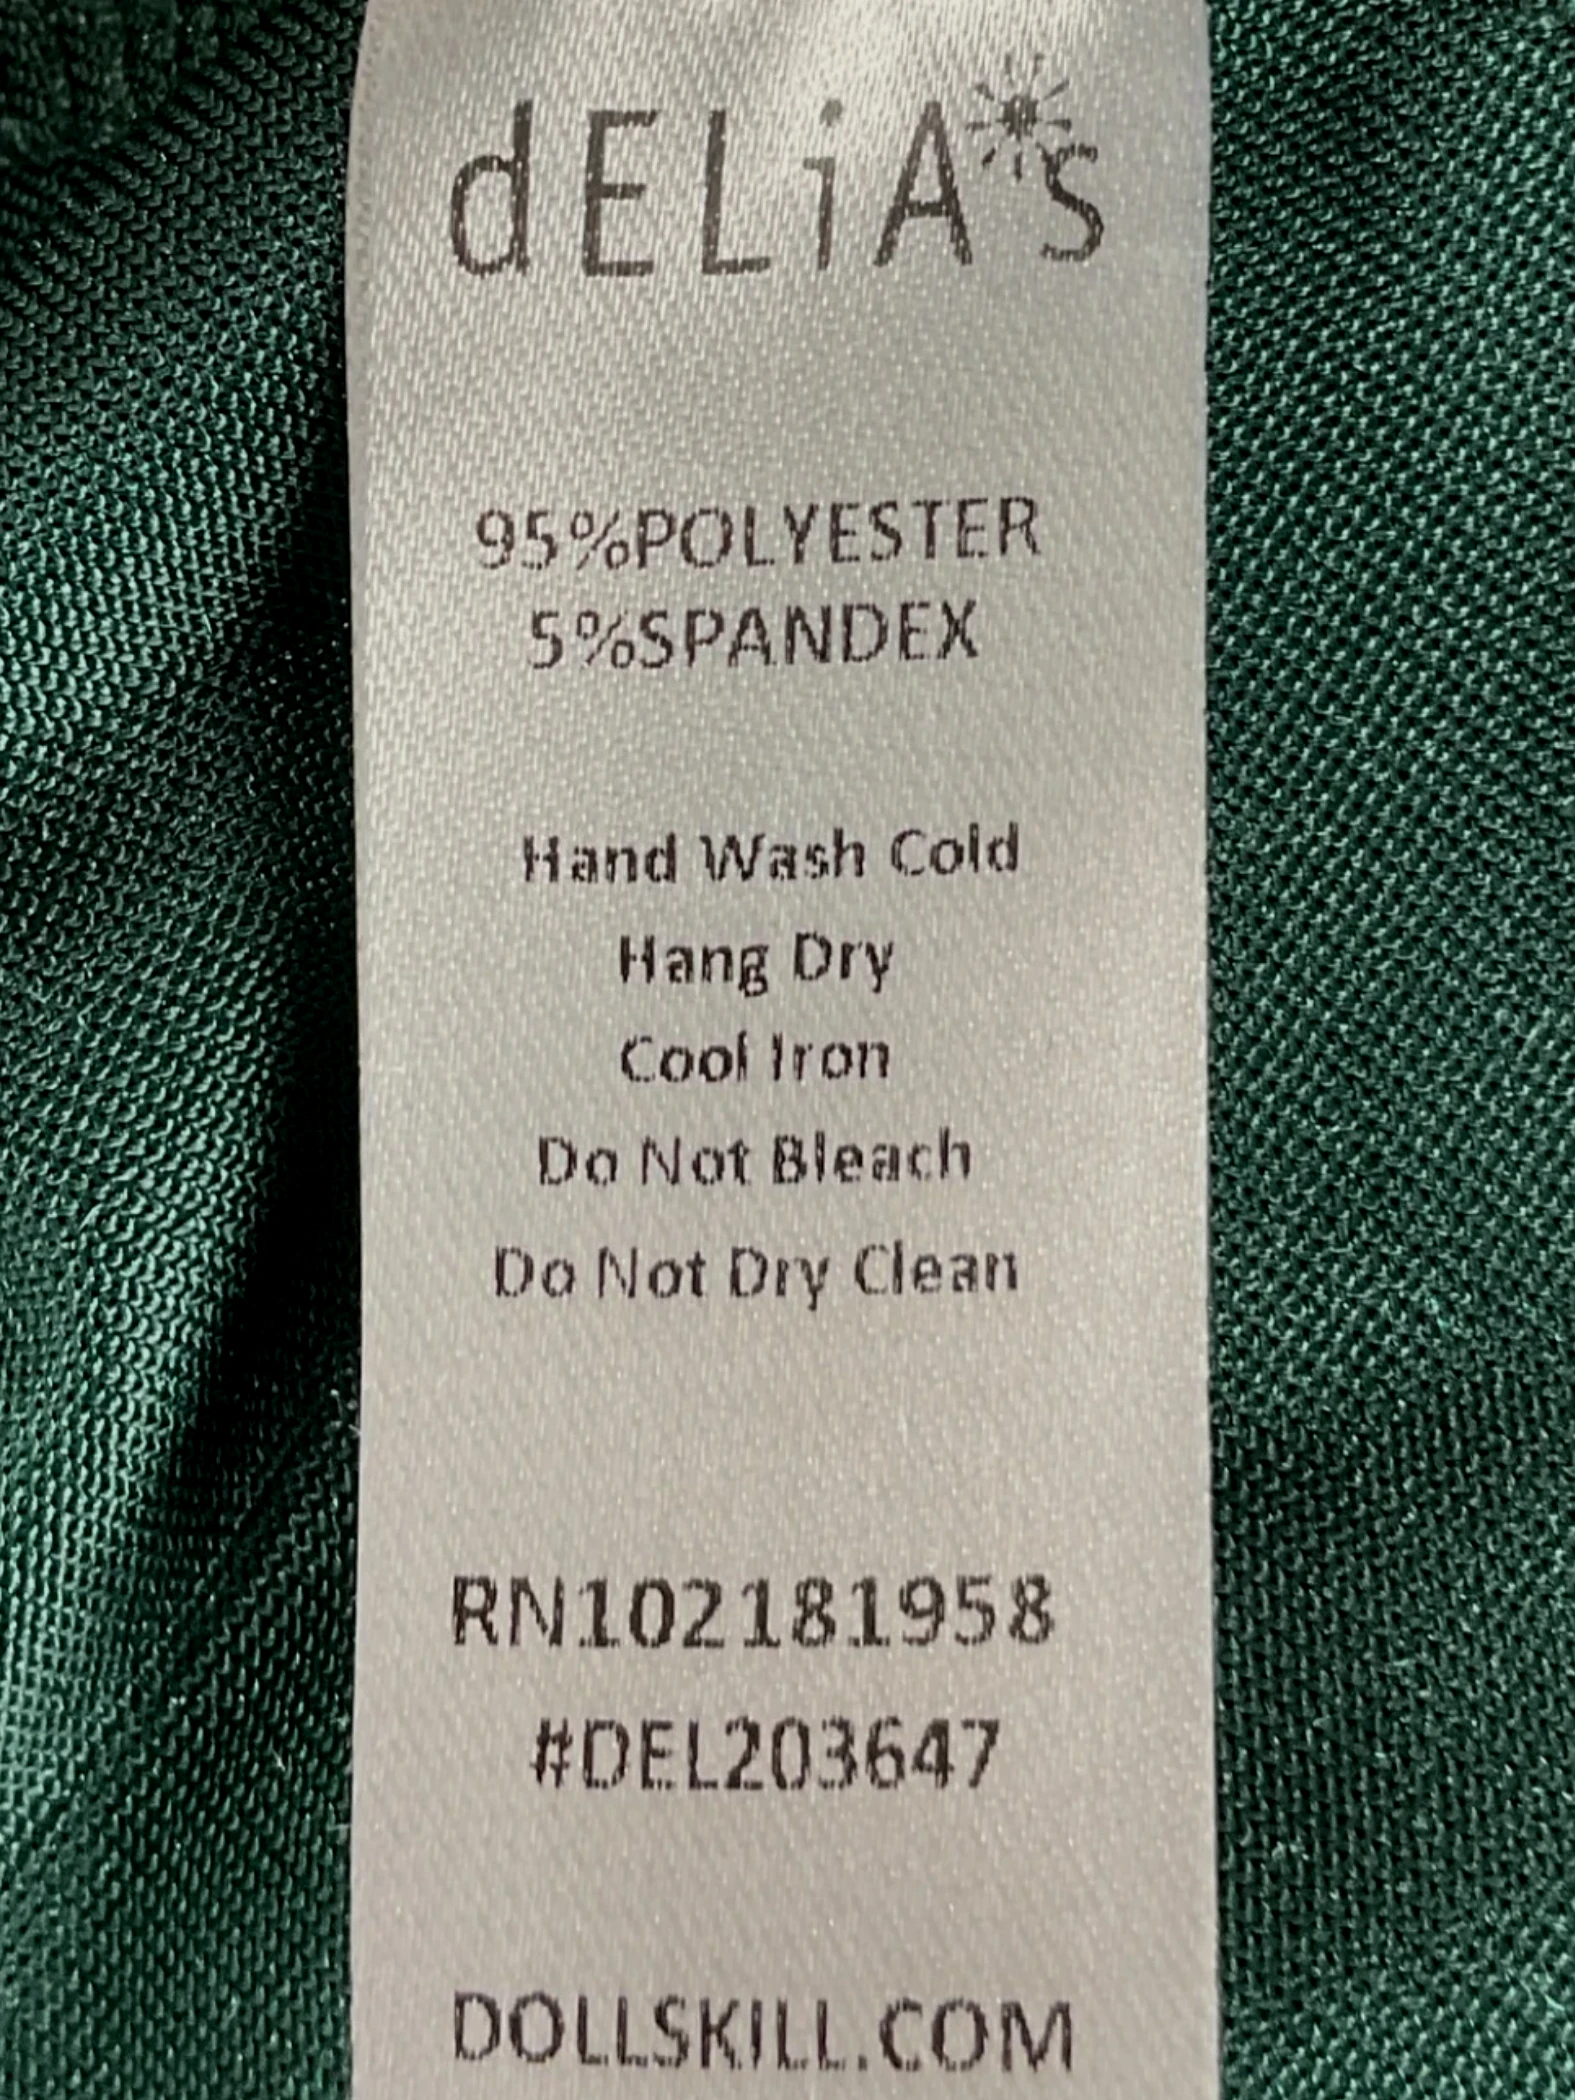 dELiA's
95%POLYESTER
5%SPANDEX
Hand Wash Cold
Hang Dry
Cool Iron
Do Not Bleach
Do Not Dry Clean
RN102181958
#DEL203647
DOLLSKILL.COM